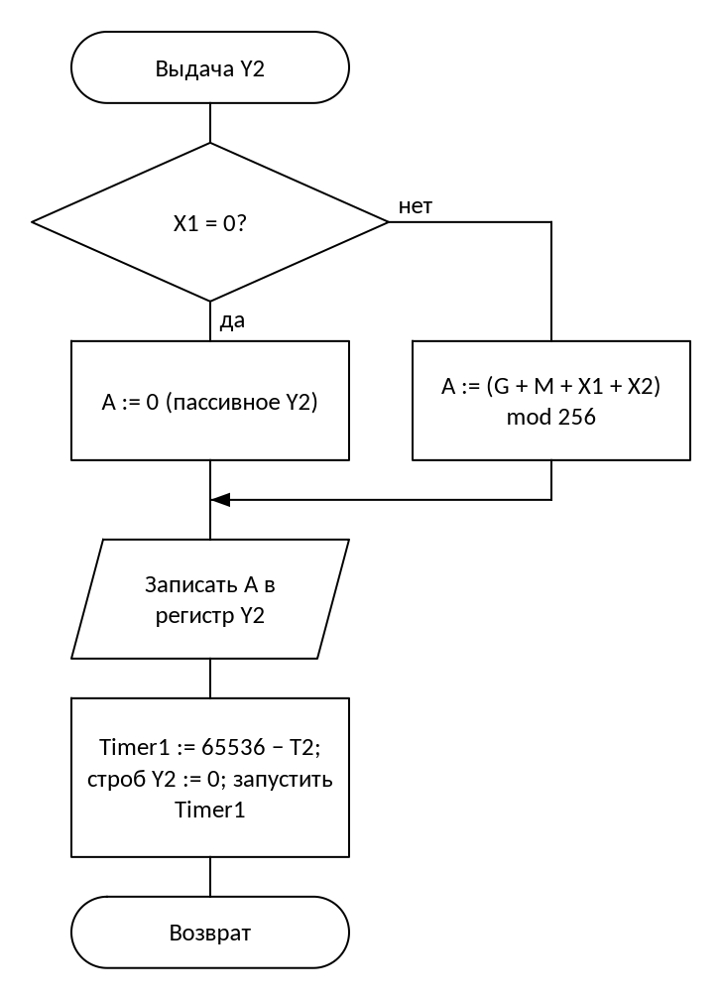 Выдача Y2
X1 = 0?
нет
да
A := 0 (пассивное Y2)
A := (G + M + X1 + X2)
mod 256
Записать A в
регистр Y2
Timer1 := 65536 − T2;
строб Y2 := 0; запустить
Timer1
Возврат